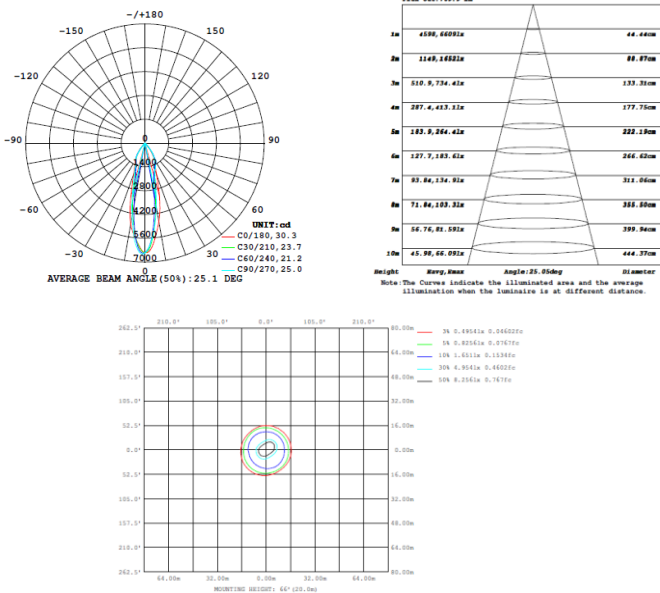 -/+180
-150
150
-120
120
-90
90
0
1400
2800
-60
60
4200
UNIT:cd
5600
C0/180,30.3
C30/210,23.7
-30
30
C60/240,21.2
7000
C90/270,25.0
0
AVERAGE BEAM ANGLE(50%):25.1 DEG
1m 4598,6609lx 44.44cm
2m 1149,1652lx 88.87cm
3m 510.9,734.4lx 133.31cm
4m 287.4,413.1lx 177.75cm
5m 183.9,264.4lx 222.19cm
6m 127.7,183.6lx 266.62cm
7m 93.84,134.9lx 311.06cm
8m 71.84,103.3lx 355.50cm
9m 56.76,81.59lx 399.94cm
10m 45.98,66.09lx 444.37cm
Height Eavg,Emax Angle:25.05deg Diameter
Note:The Curves indicate the illuminated area and the average
illumination when the luminaire is at different distance.
210.0' 105.0' 0.0' 105.0' 210.0'
262.5' 80.00m
210.0' 64.00m
157.5' 48.00m
105.0' 32.00m
52.5' 16.00m
0.0' 0.00m
52.5' 16.00m
105.0' 32.00m
157.5' 48.00m
210.0' 64.00m
262.5' 80.00m
64.00m 32.00m 0.00m 32.00m 64.00m
MOUNTING HEIGHT: 66'(20.0m)
3% 0.4954lx 0.04602fc
5% 0.8256lx 0.0767fc
10% 1.651lx 0.1534fc
30% 4.954lx 0.4602fc
50% 8.256lx 0.767fc